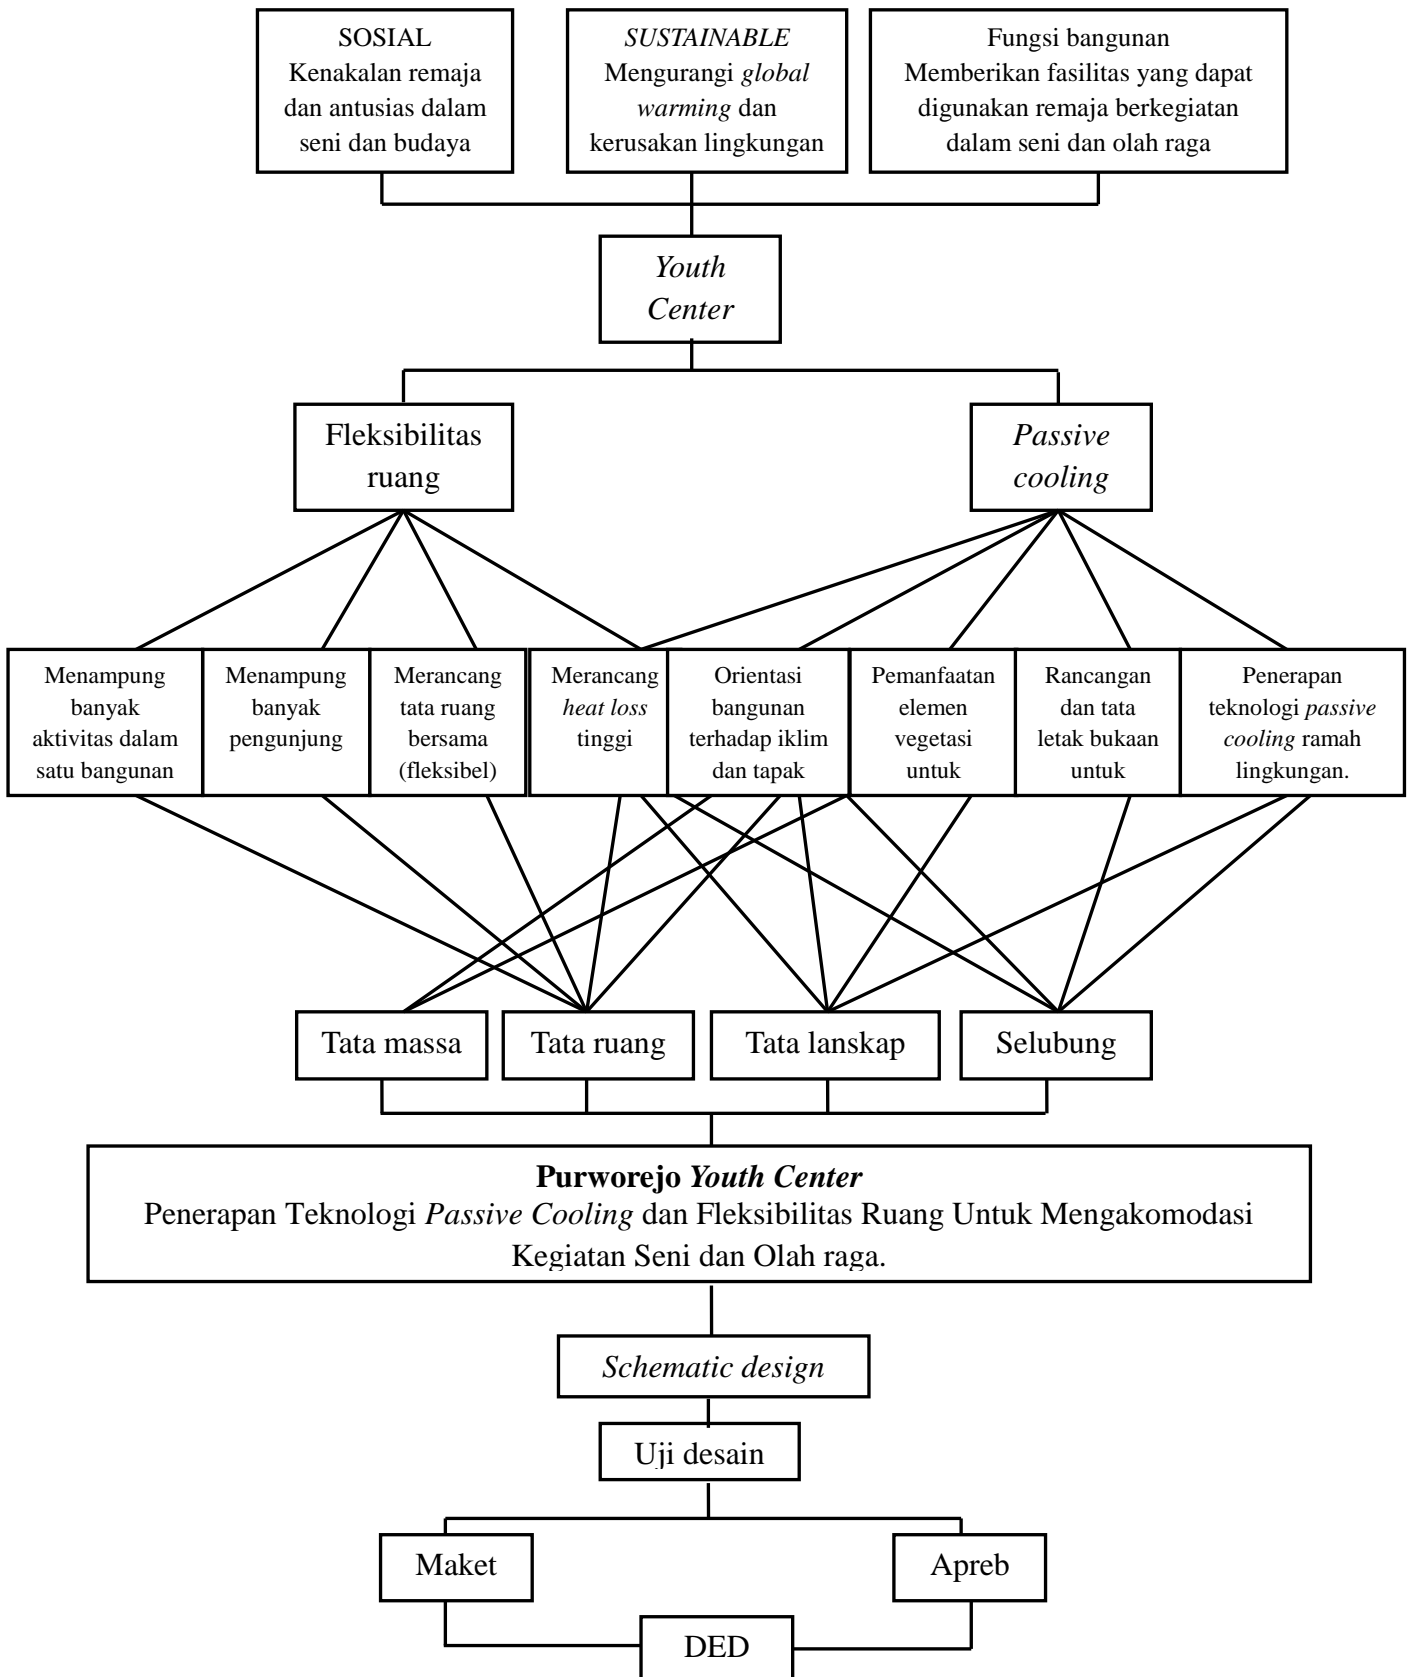 SOSIAL
Kenakalan remaja
dan antusias dalam
seni dan budaya
SUSTAINABLE
Mengurangi global
warming dan
kerusakan lingkungan
Fungsi bangunan
Memberikan fasilitas yang dapat
digunakan remaja berkegiatan
dalam seni dan olah raga
Youth
Center
Fleksibilitas
ruang
Passive
cooling
Menampung
banyak
aktivitas dalam
satu bangunan
Menampung
banyak
pengunjung
Merancang
tata ruang
bersama
(fleksibel)
Merancang
heat loss
tinggi
Orientasi
bangunan
terhadap iklim
dan tapak
Pemanfaatan
elemen
vegetasi
untuk
Rancangan
dan tata
letak bukaan
untuk
Penerapan
teknologi passive
cooling ramah
lingkungan.
Tata massa
Tata ruang
Tata lanskap
Selubung
Purworejo Youth Center
Penerapan Teknologi Passive Cooling dan Fleksibilitas Ruang Untuk Mengakomodasi
Kegiatan Seni dan Olah raga.
Schematic design
Uji desain
Maket
Apreb
DED